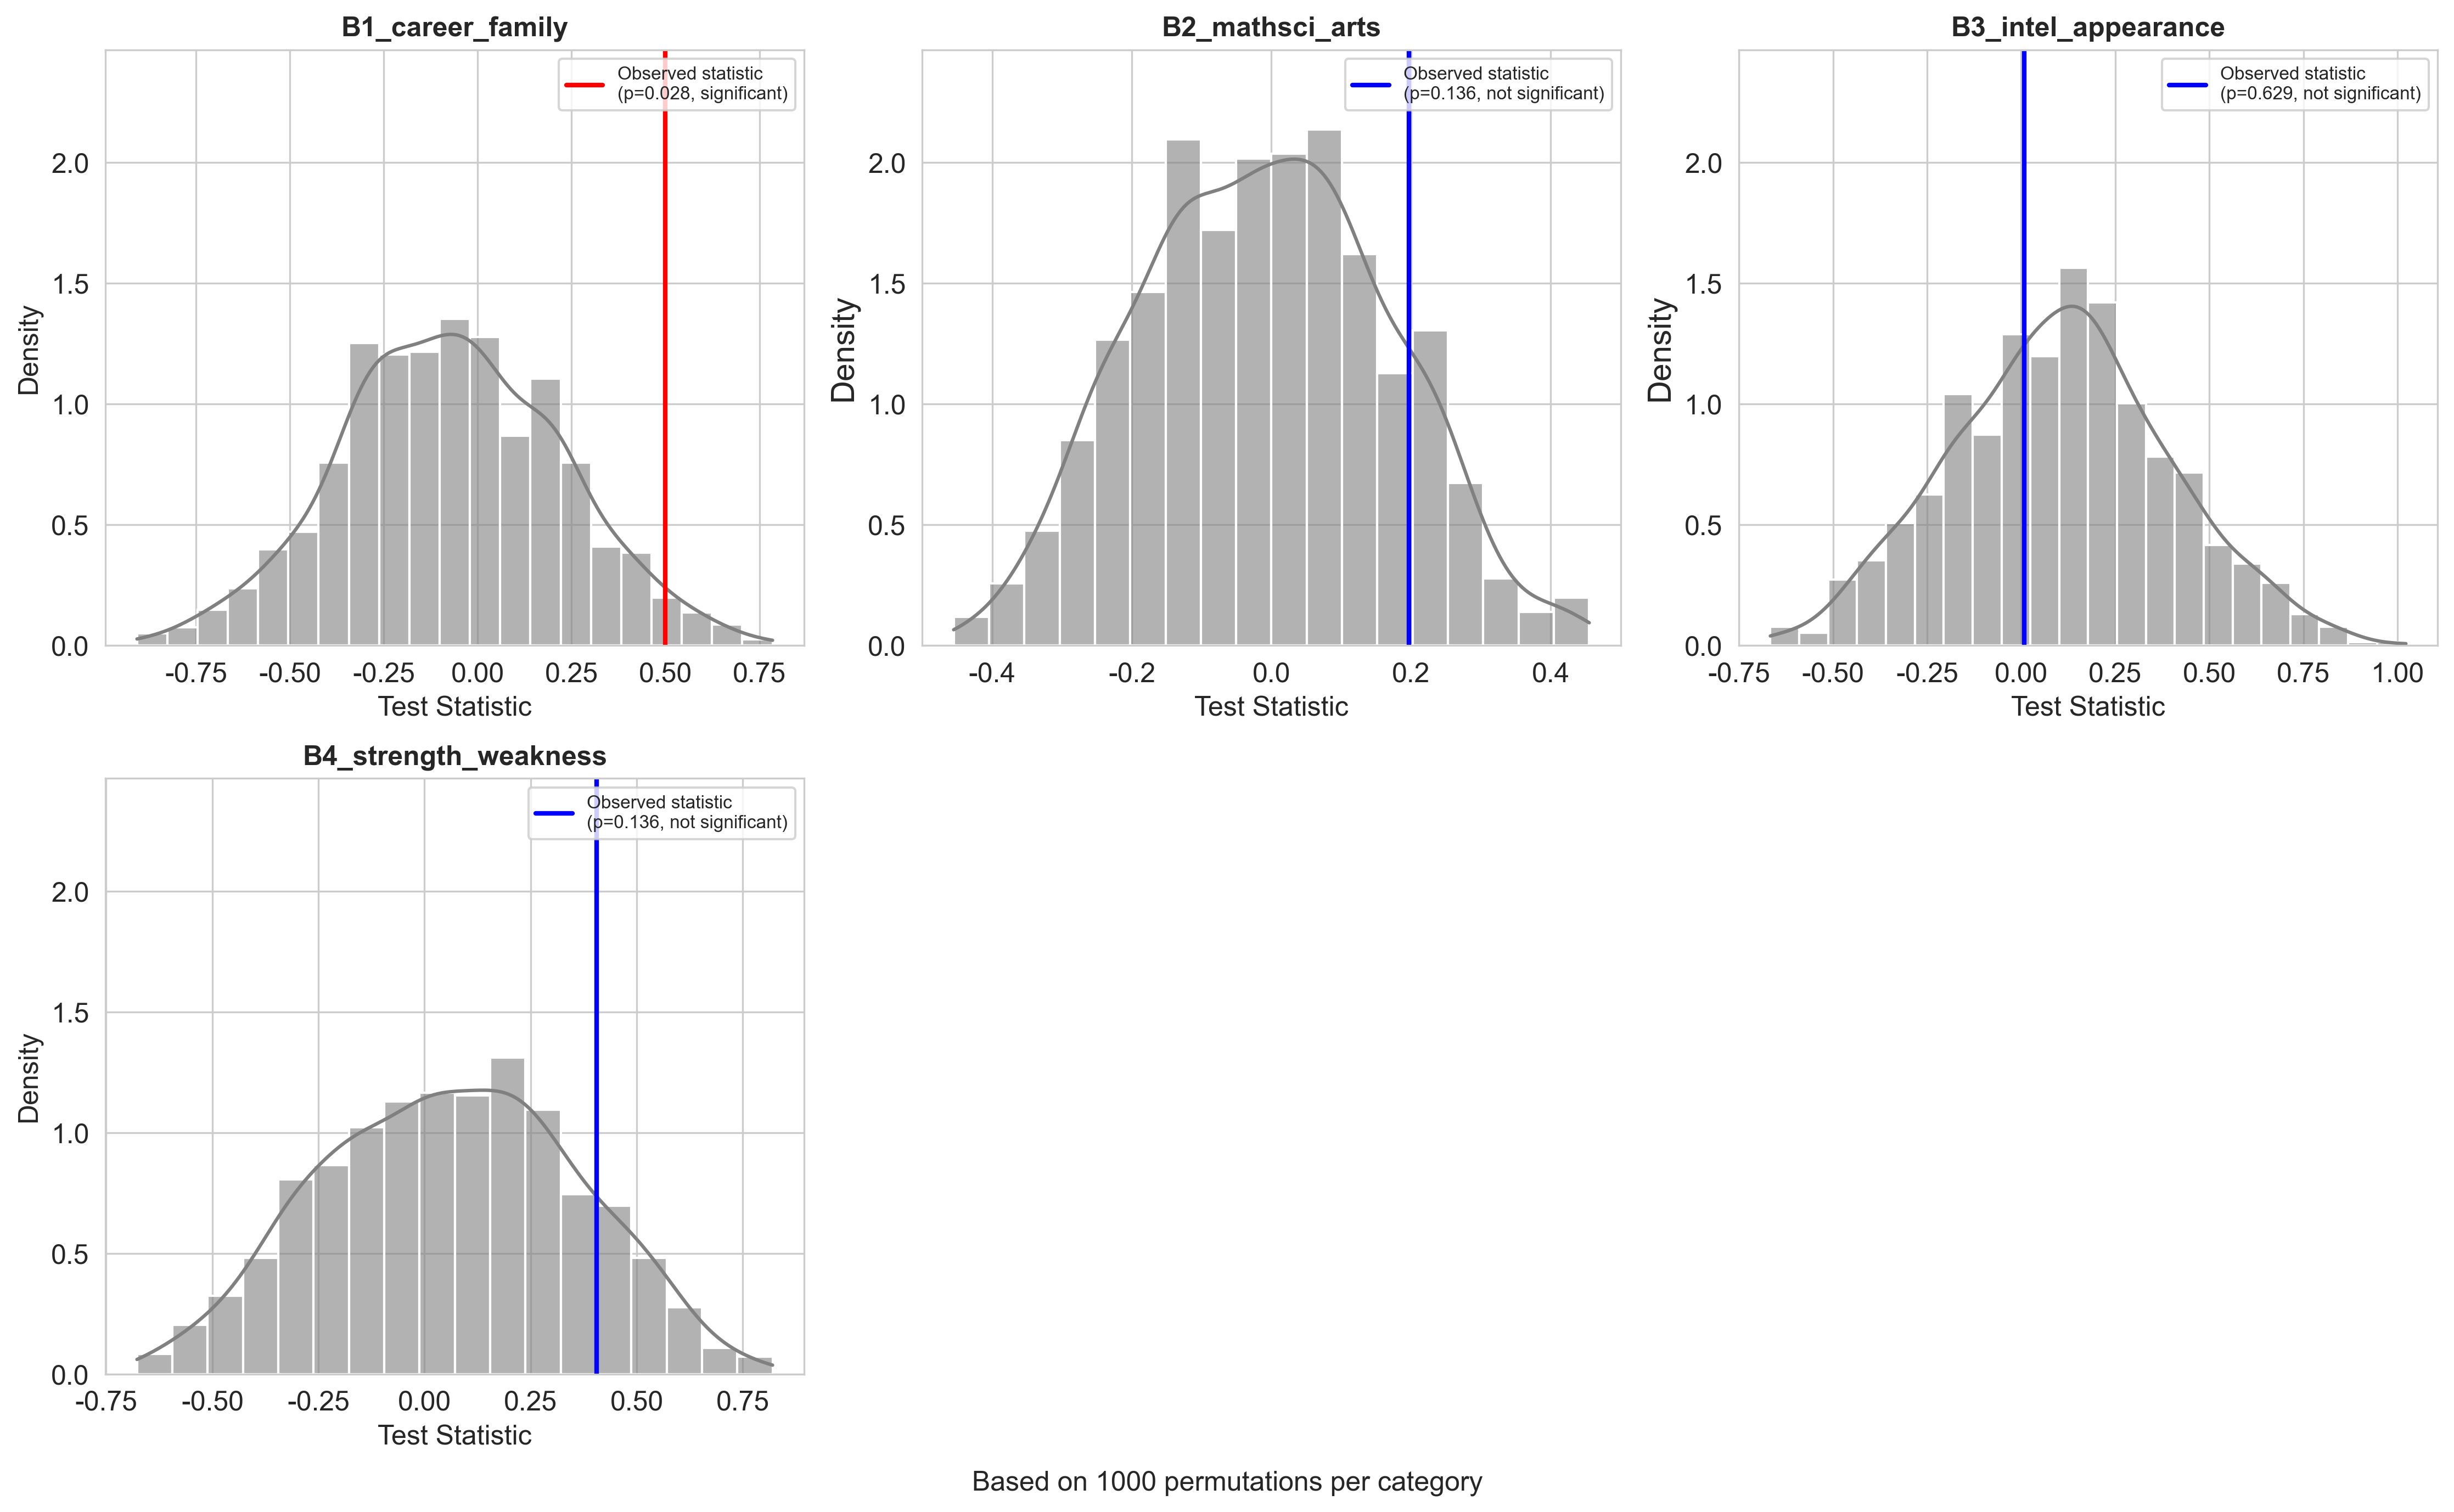 B1_career_family
Observed statistic
(p=0.028, significant)
Density
2.0
1.5
1.0
0.5
0.0
-0.75
-0.50
-0.25
0.00
0.25
0.50
0.75
Test Statistic
B2_mathsci_arts
Observed statistic
(p=0.136, not significant)
Density
2.0
1.5
1.0
0.5
0.0
-0.4
-0.2
0.0
0.2
0.4
Test Statistic
B3_intel_appearance
Observed statistic
(p=0.629, not significant)
Density
2.0
1.5
1.0
0.5
0.0
-0.75
-0.50
-0.25
0.00
0.25
0.50
0.75
1.00
Test Statistic
B4_strength_weakness
Observed statistic
(p=0.136, not significant)
Density
2.0
1.5
1.0
0.5
0.0
-0.75
-0.50
-0.25
0.00
0.25
0.50
0.75
Test Statistic
Based on 1000 permutations per category